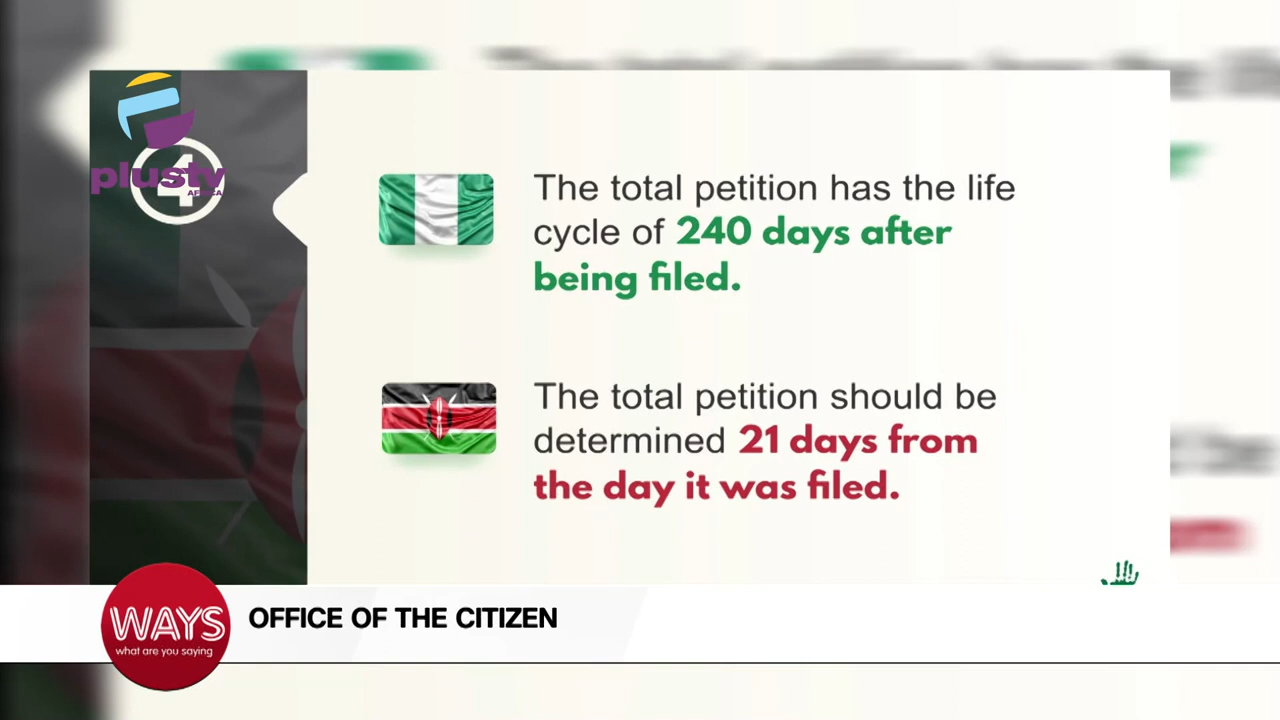 plustv
AFRICA
4
The total petition has the life
cycle of 240 days after
being filed.
The total petition should be
determined 21 days from
the day it was filed.
WAYS
what are you saying
OFFICE OF THE CITIZEN